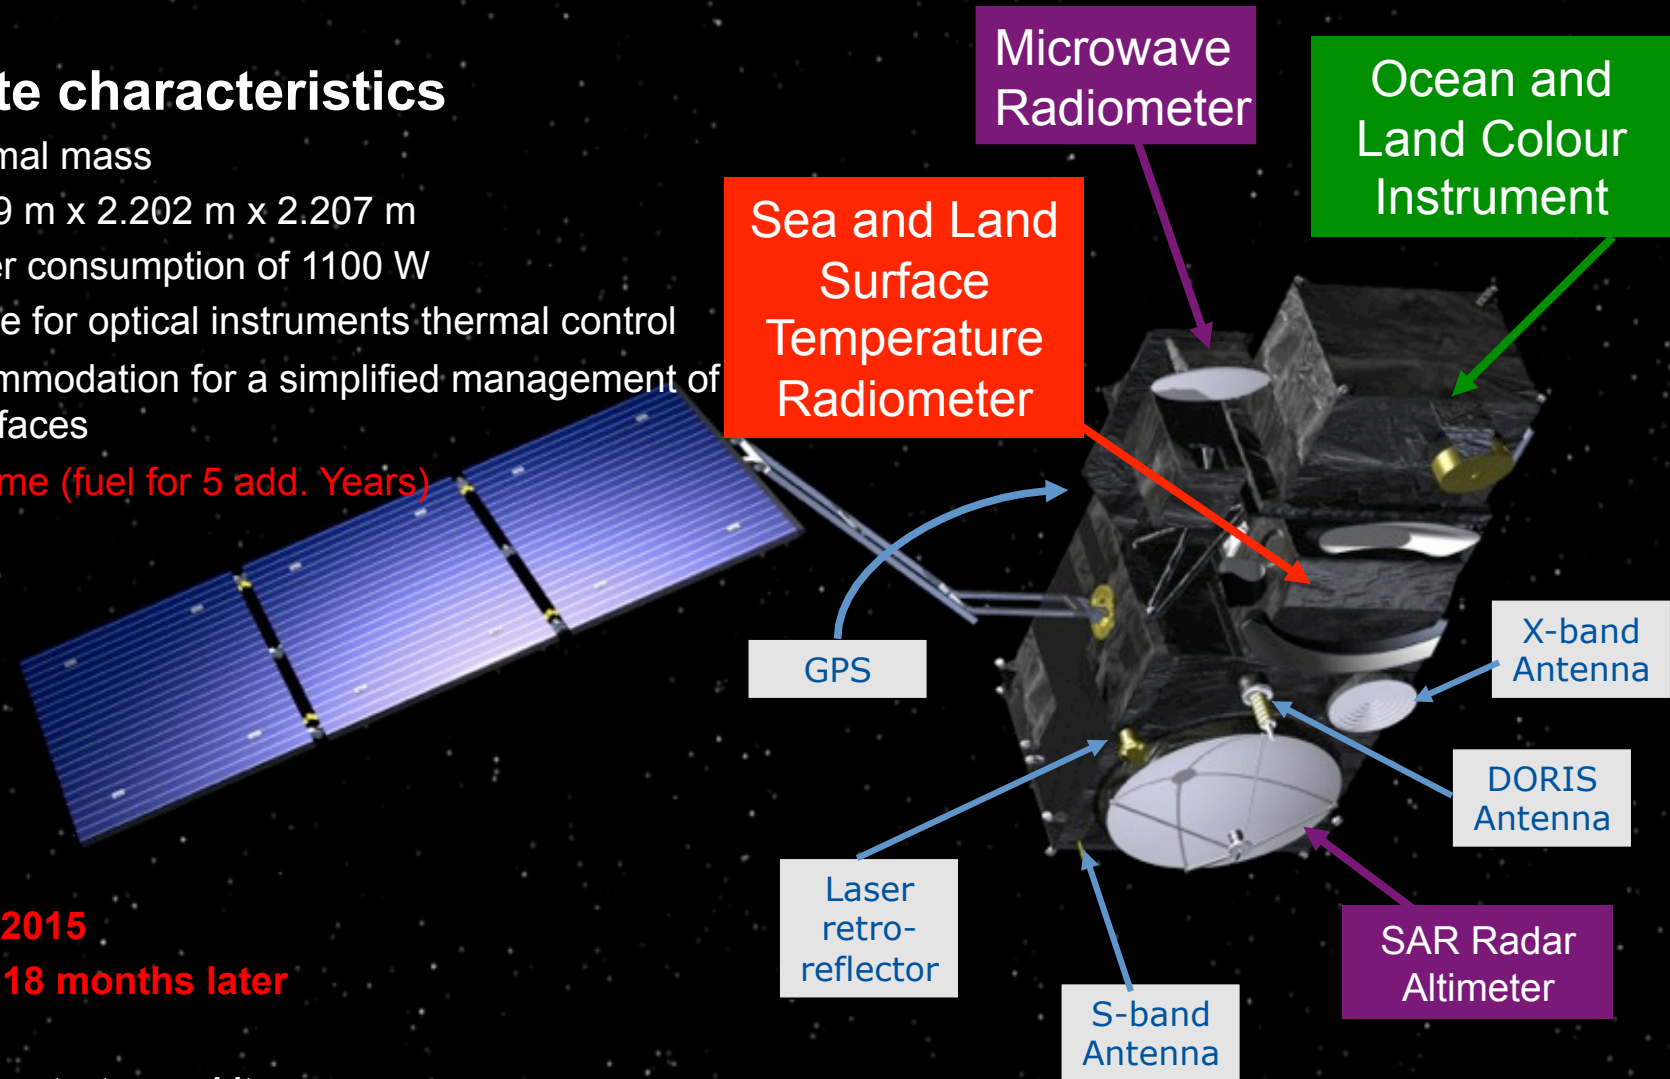 te characteristics
mal mass
9 m x 2.202 m x 2.207 m
er consumption of 1100 W
e for optical instruments thermal control
mmodation for a simplified management of
faces
me (fuel for 5 add. Years)
2015
18 months later
Microwave
Radiometer
Ocean and
Land Colour
Instrument
Sea and Land
Surface
Temperature
Radiometer
GPS
X-band
Antenna
DORIS
Antenna
Laser
retro-
reflector
SAR Radar
Altimeter
S-band
Antenna